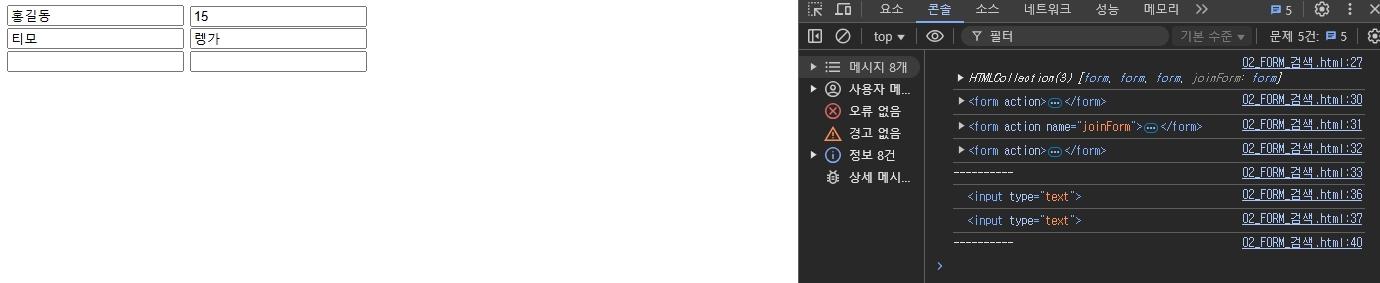 홍길동 15
티모 렝가
요소 콘솔 소스 네트워크 성능 메모리 5
top 필터 기본 수준 문제 5건: 5
메시지 8개
사용자 메...
오류 없음
경고 없음
정보 8건
상세 메시...
02_FORM_검색.html:27
HTMLCollection(3) [form, form, form, joinForm: form]
<form action>…</form> 02_FORM_검색.html:30
<form action name="joinForm">…</form> 02_FORM_검색.html:31
<form action>…</form> 02_FORM_검색.html:32
---------- 02_FORM_검색.html:33
<input type="text"> 02_FORM_검색.html:36
<input type="text"> 02_FORM_검색.html:37
---------- 02_FORM_검색.html:40